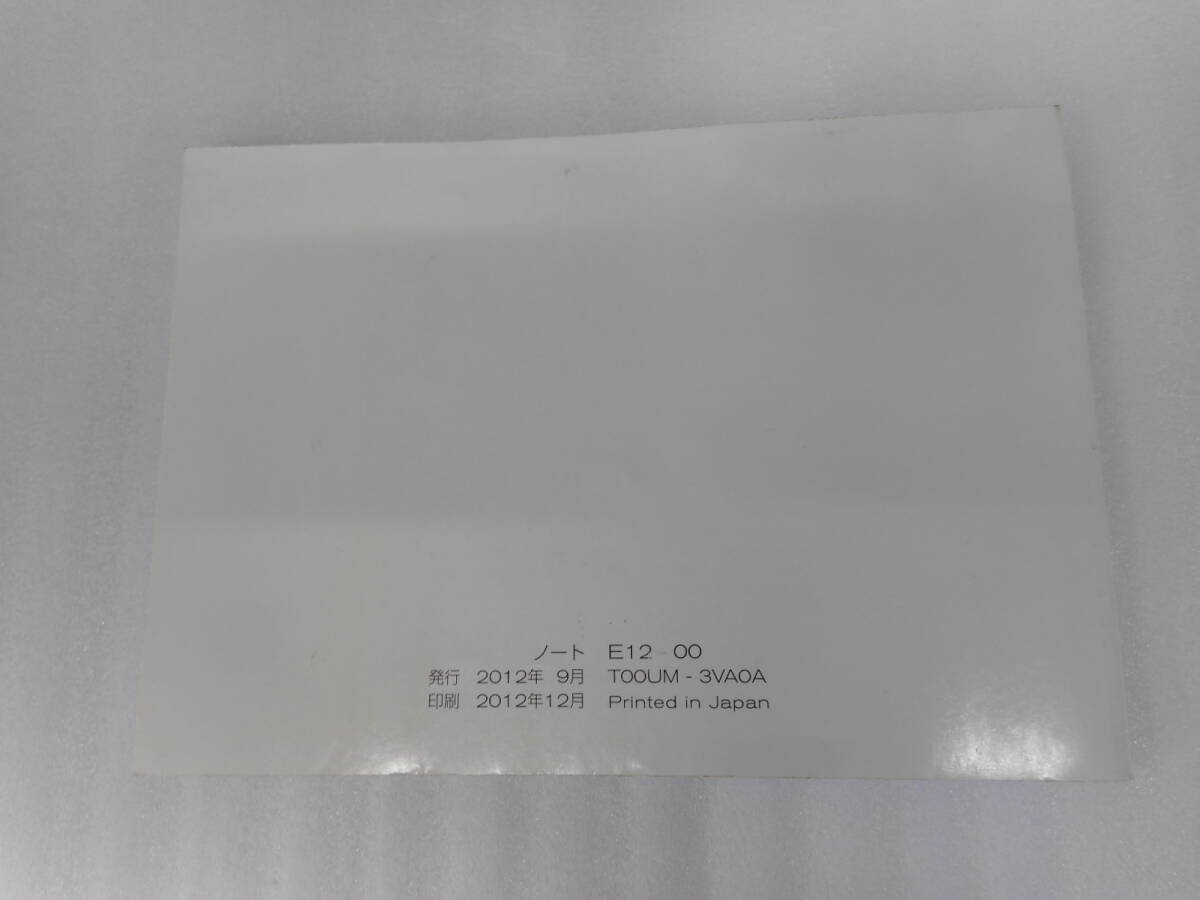 ノート E12 00
発行 2012年 9月 T00UM - 3VA0A
印刷 2012年12月 Printed in Japan